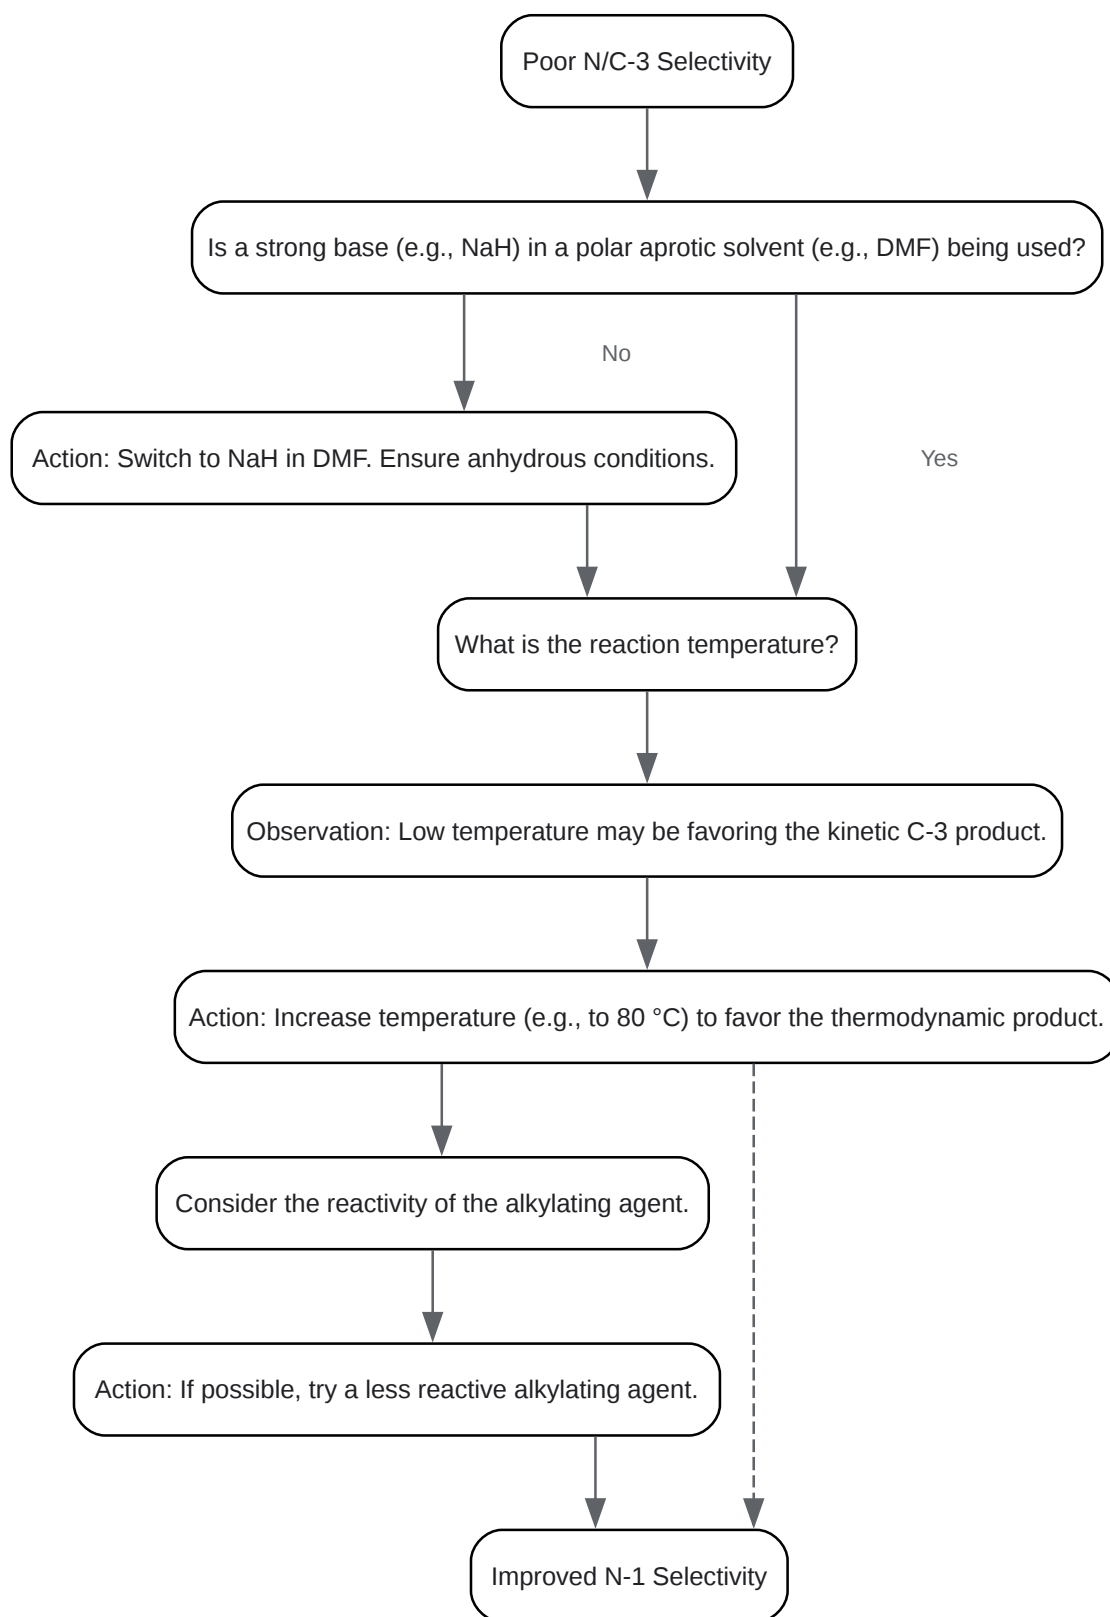 Poor N/C-3 Selectivity
Is a strong base (e.g., NaH) in a polar aprotic solvent (e.g., DMF) being used?
No
Action: Switch to NaH in DMF. Ensure anhydrous conditions.
Yes
What is the reaction temperature?
Observation: Low temperature may be favoring the kinetic C-3 product.
Action: Increase temperature (e.g., to 80 °C) to favor the thermodynamic product.
Consider the reactivity of the alkylating agent.
Action: If possible, try a less reactive alkylating agent.
Improved N-1 Selectivity